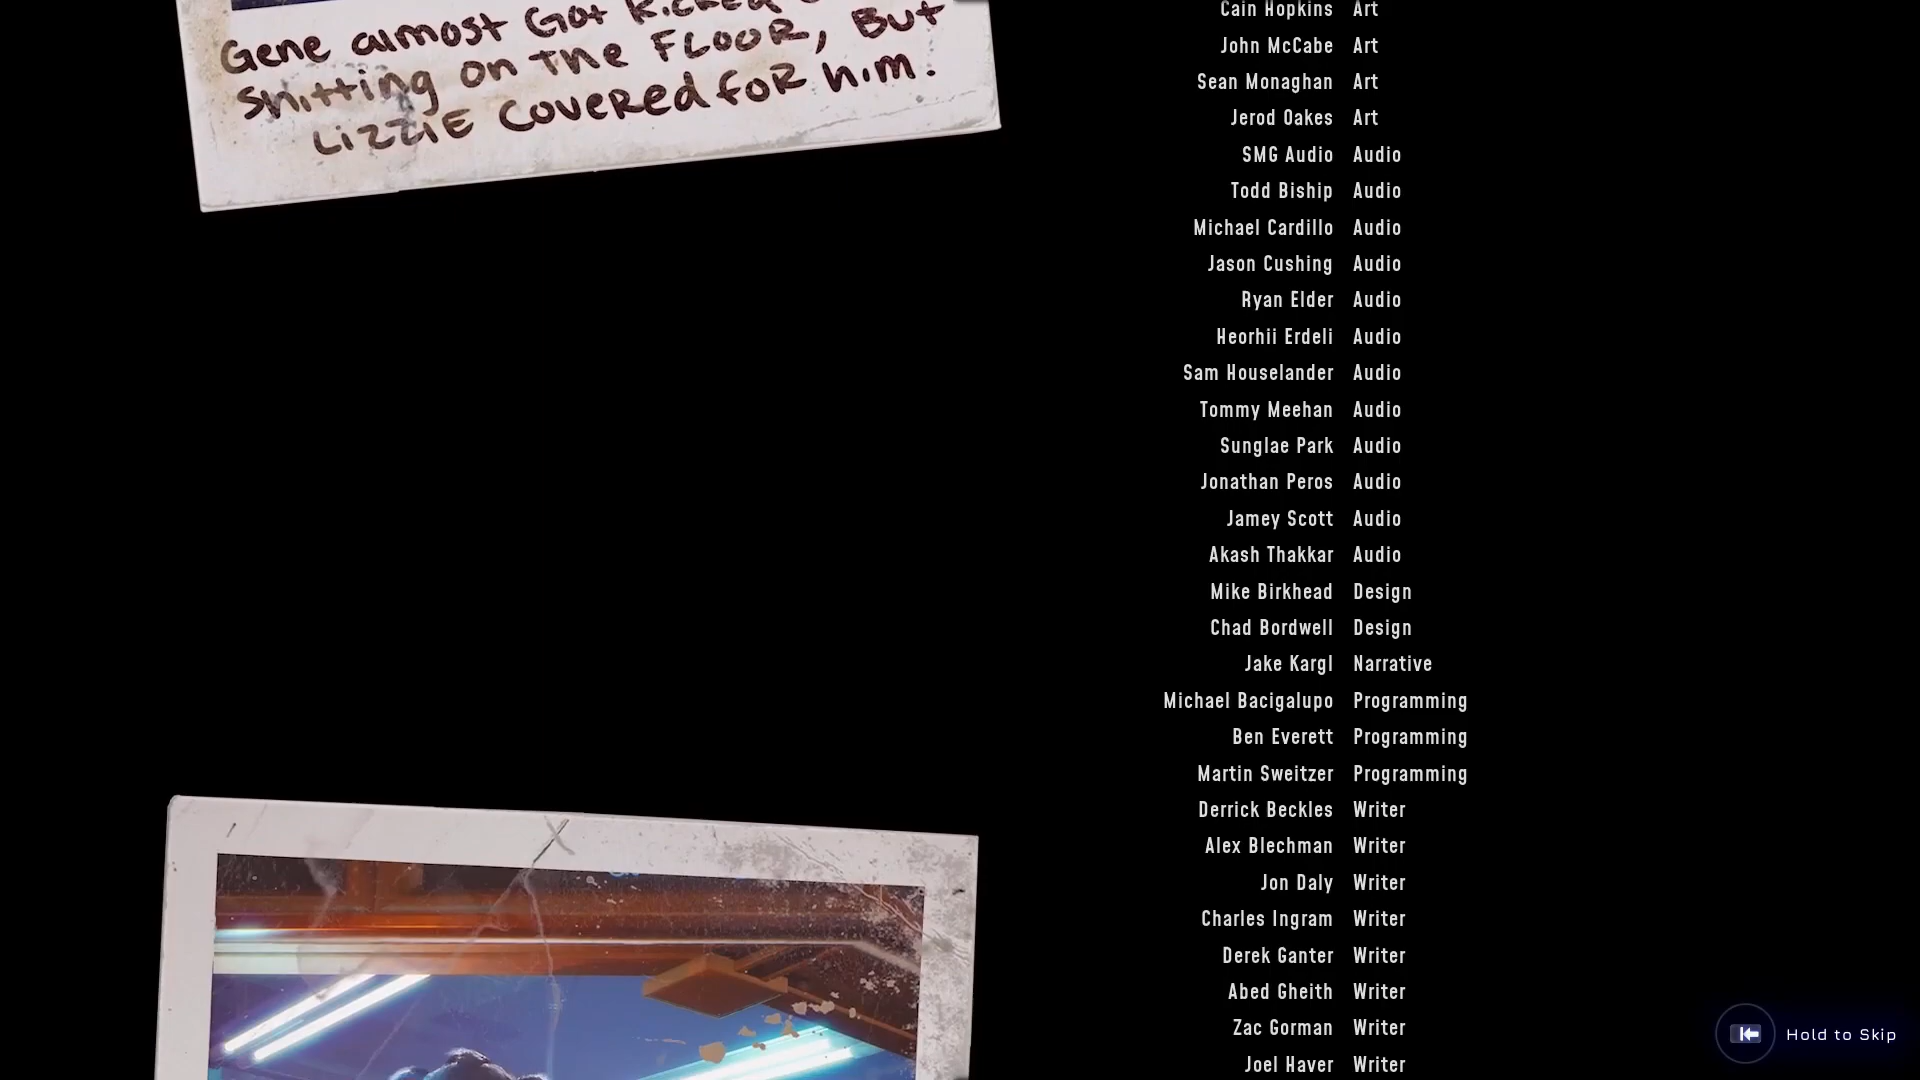 Gene almost Got Kicked
shitting on THE FLOOR, But
LiZZiE COVERed foR him.
Cain Hopkins Art
John McCabe Art
Sean Monaghan Art
Jerod Oakes Art
SMG Audio Audio
Todd Biship Audio
Michael Cardillo Audio
Jason Cushing Audio
Ryan Elder Audio
Heorhii Erdeli Audio
Sam Houselander Audio
Tommy Meehan Audio
Sunglae Park Audio
Jonathan Peros Audio
Jamey Scott Audio
Akash Thakkar Audio
Mike Birkhead Design
Chad Bordwell Design
Jake Kargl Narrative
Michael Bacigalupo Programming
Ben Everett Programming
Martin Sweitzer Programming
Derrick Beckles Writer
Alex Blechman Writer
Jon Daly Writer
Charles Ingram Writer
Derek Ganter Writer
Abed Gheith Writer
Zac Gorman Writer
Joel Haver Writer
Hold to Skip